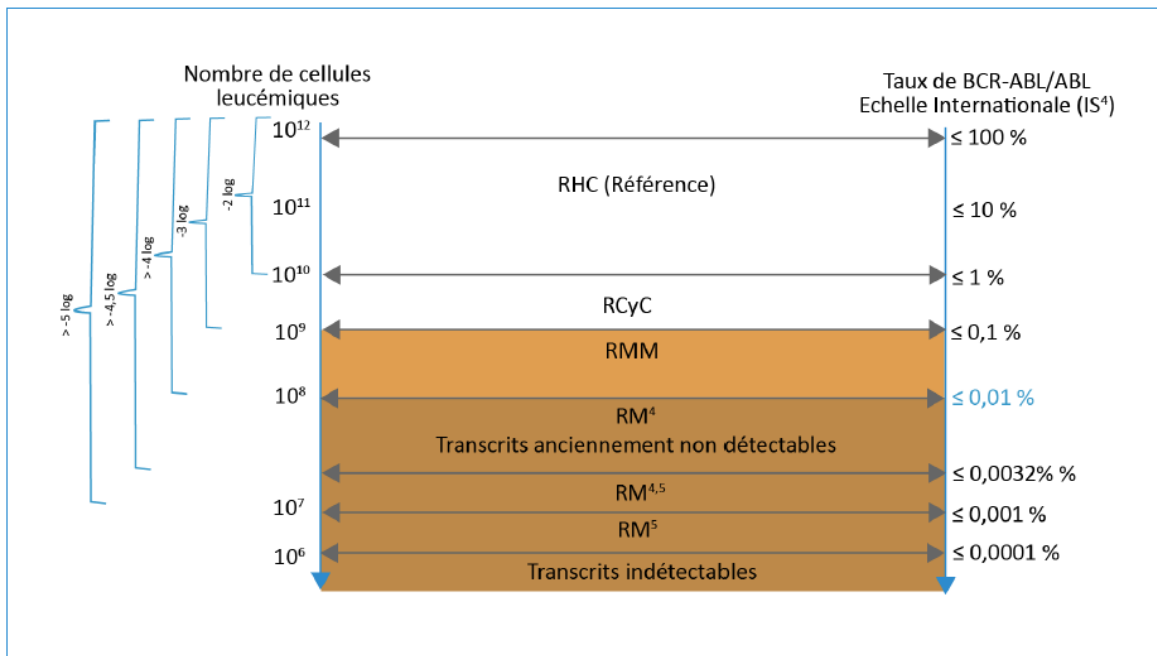 Nombre de cellules
leucémiques
Taux de BCR-ABL/ABL
Echelle Internationale (IS⁴)
10¹²
≤ 100 %
RHC (Référence)
-2 log
10¹¹
≤ 10 %
-3 log
> -4 log
10¹⁰
≤ 1 %
> -4,5 log
> -5 log
RCyC
10⁹
≤ 0,1 %
RMM
10⁸
≤ 0,01 %
RM⁴
Transcrits anciennement non détectables
≤ 0,0032% %
RM⁴,⁵
10⁷
≤ 0,001 %
RM⁵
10⁶
≤ 0,0001 %
Transcrits indétectables